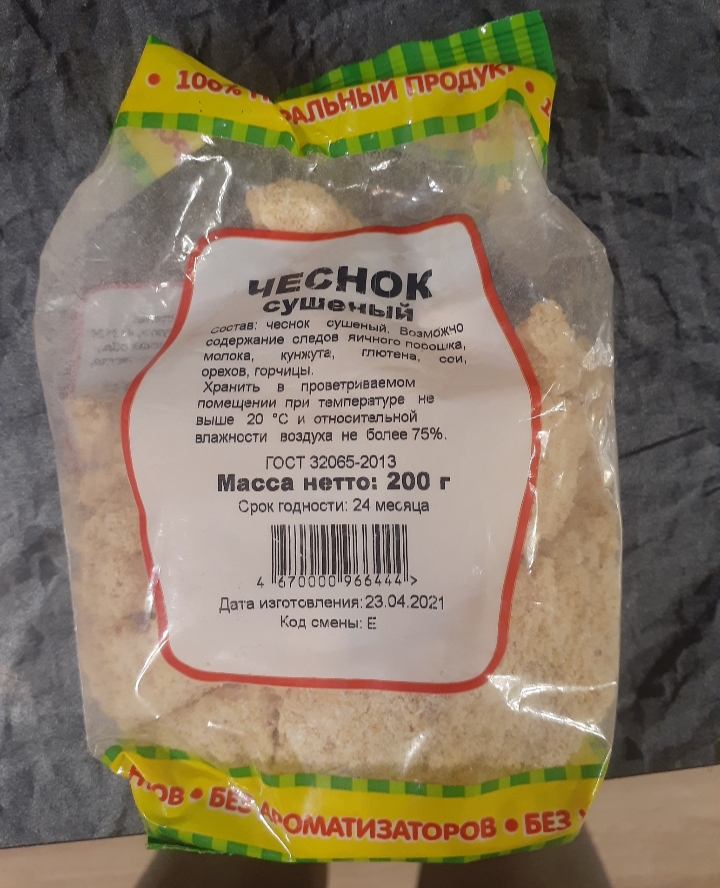 • 100% РАЛЬНЫЙ ПРОДУК
ЧЕСНОК
сушеный
Состав: чеснок сушеный. Возможно
содержание следов яичного порошка,
молока, кунжута, глютена, сои,
орехов, горчицы.
Хранить в проветриваемом
помещении при температуре не
выше 20 °С и относительной
влажности воздуха не более 75%.
ГОСТ 32065-2013
Масса нетто: 200 г
Срок годности: 24 месяца
4 670000 966444 >
Дата изготовления: 23.04.2021
Код смены: Е
ТОВ • БЕЗ АРОМАТИЗАТОРОВ • БЕЗ